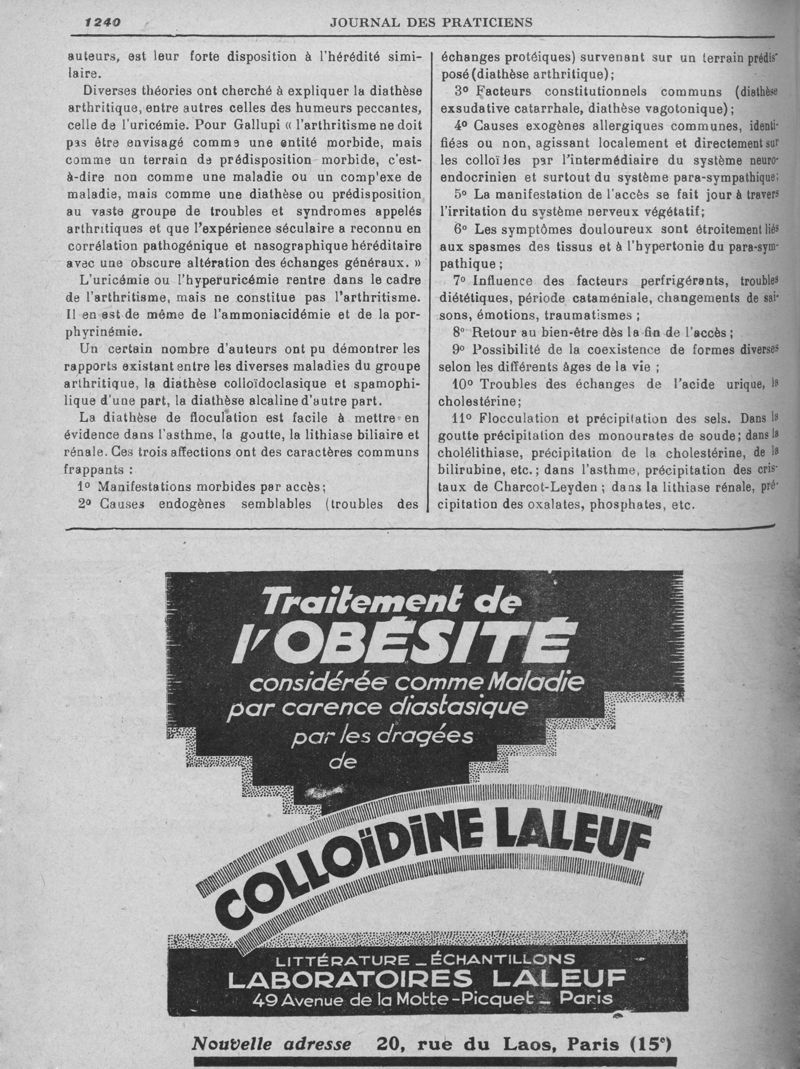 1240
JOURNAL DES PRATICIENS
auteurs, est leur forte disposition à l'hérédité simi-
laire.
Diverses théories ont cherché à expliquer la diathèse
arthritique, entre autres celles des humeurs peccantes,
celle de l'uricémie. Pour Gallupi « l'arthritisme ne doit
pas être envisagé comme une entité morbide, mais
comme un terrain de prédisposition morbide, c'est-
à-dire non comme une maladie ou un comp'exe de
maladie, mais comme une diathèse ou prédisposition
au vaste groupe de troubles et syndromes appelés
arthritiques et que l'expérience séculaire a reconnu en
corrélation pathogénique et nasographique héréditaire
avec une obscure altération des échanges généraux. »
L'uricémie ou l'hyperuricémie rentre dans le cadre
de l'arthritisme, mais ne constitue pas l'arthritisme.
Il en est de même de l'ammoniacidémie et de la por-
phyrinémie.
Un certain nombre d'auteurs ont pu démontrer les
rapports existant entre les diverses maladies du groupe
arthritique, la diathèse colloïdoclasique et spamophi-
lique d'une part, la diathèse alcaline d'autre part.
La diathèse de floculation est facile à mettre en
évidence dans l'asthme, la goutte, la lithiase biliaire et
rénale. Ces trois affections ont des caractères communs
frappants :
1º Manifestations morbides par accès;
2º Causes endogènes semblables (troubles des
échanges protéiques) survenant sur un terrain prédis-
posé (diathèse arthritique);
3º Facteurs constitutionnels communs (diathèse
exsudative catarrhale, diathèse vagotonique);
4º Causes exogènes allergiques communes, identi-
fiées ou non, agissant localement et directement sur
les colloïdes par l'intermédiaire du système neuro-
endocrinien et surtout du système para-sympathique;
5º La manifestation de l'accès se fait jour à travers
l'irritation du système nerveux végétatif;
6º Les symptômes douloureux sont étroitement liés
aux spasmes des tissus et à l'hypertonie du para-sym-
pathique;
7º Influence des facteurs perfrigérants, troubles
diététiques, période cataméniale, changements de sai-
sons, émotions, traumatismes ;
8º Retour au bien-être dès la fin de l'accès ;
9º Possibilité de la coexistence de formes diverses
selon les différents âges de la vie ;
10º Troubles des échanges de l'acide urique, la
cholestérine;
11º Flocculation et précipitation des sels. Dans la
goutte précipitation des monourates de soude; dans la
cholélithiase, précipitation de la cholestérine, de la
bilirubine, etc.; dans l'asthme, précipitation des cris-
taux de Charcot-Leyden ; dans la lithiase rénale, pré-
cipitation des oxalates, phosphates, etc.
Traitement de
l'OBÉSITÉ
considérée comme Maladie
par carence diastasique
par les dragées
de
COLLOÏDINE LALEUF
LITTÉRATURE _ ÉCHANTILLONS
LABORATOIRES LALEUF
49 Avenue de la Motte-Picquet _ Paris
Nouvelle adresse 20, rue du Laos, Paris (15ᵉ)